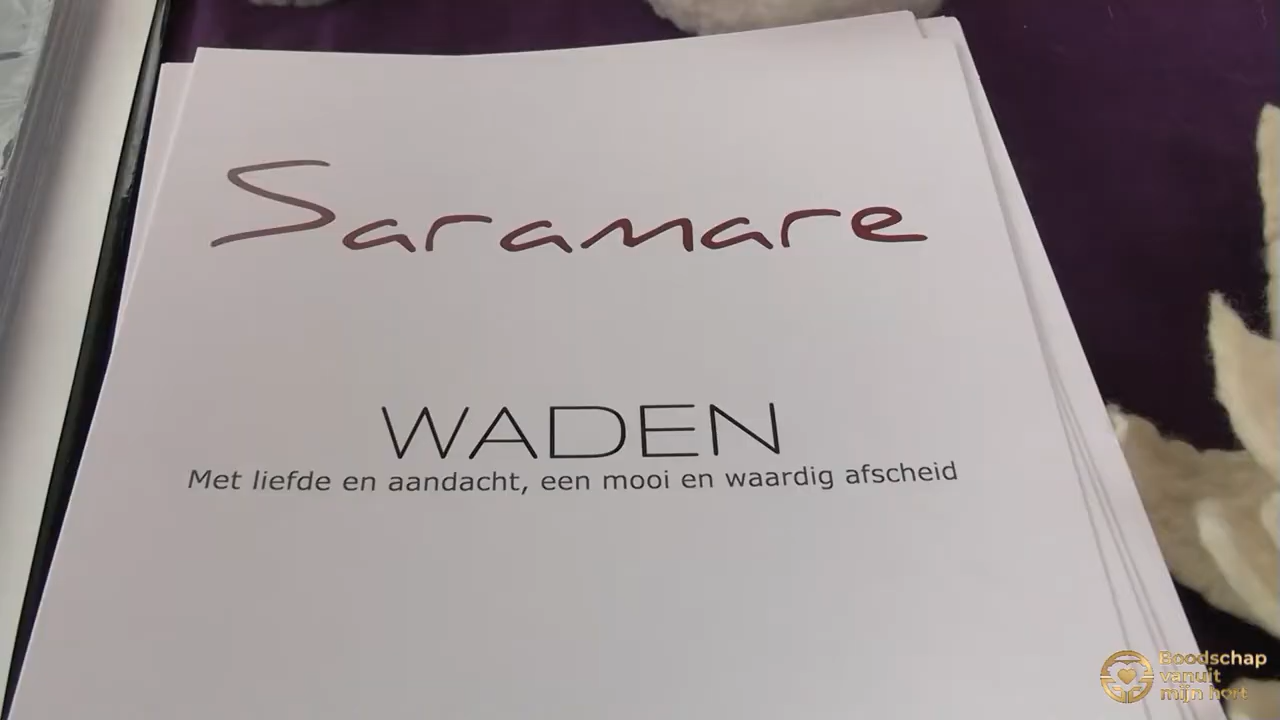 Saramare
WADEN
Met liefde en aandacht, een mooi en waardig afscheid
Boodschap
vanuit
mijn hart